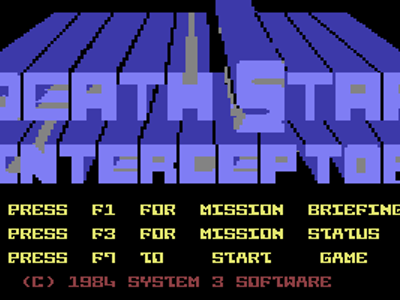 DEATH STAR
INTERCEPTOR
PRESS F1 FOR MISSION BRIEFING
PRESS F3 FOR MISSION STATUS
PRESS F7 TO START GAME
(C) 1984 SYSTEM 3 SOFTWARE